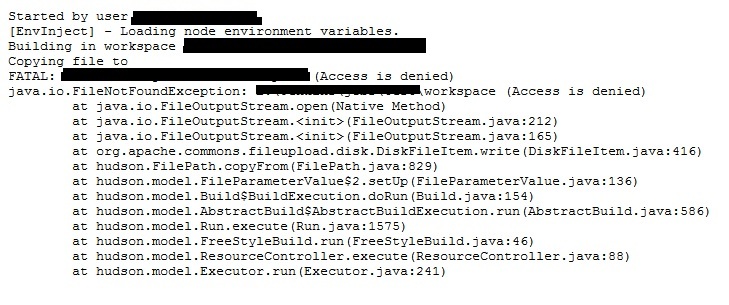 Started by user
[EnvInject] - Loading node environment variables.
Building in workspace
Copying file to
FATAL: (Access is denied)
java.io.FileNotFoundException: \workspace (Access is denied)
at java.io.FileOutputStream.open(Native Method)
at java.io.FileOutputStream.<init>(FileOutputStream.java:212)
at java.io.FileOutputStream.<init>(FileOutputStream.java:165)
at org.apache.commons.fileupload.disk.DiskFileItem.write(DiskFileItem.java:416)
at hudson.FilePath.copyFrom(FilePath.java:829)
at hudson.model.FileParameterValue$2.setUp(FileParameterValue.java:136)
at hudson.model.Build$BuildExecution.doRun(Build.java:154)
at hudson.model.AbstractBuild$AbstractBuildExecution.run(AbstractBuild.java:586)
at hudson.model.Run.execute(Run.java:1575)
at hudson.model.FreeStyleBuild.run(FreeStyleBuild.java:46)
at hudson.model.ResourceController.execute(ResourceController.java:88)
at hudson.model.Executor.run(Executor.java:241)